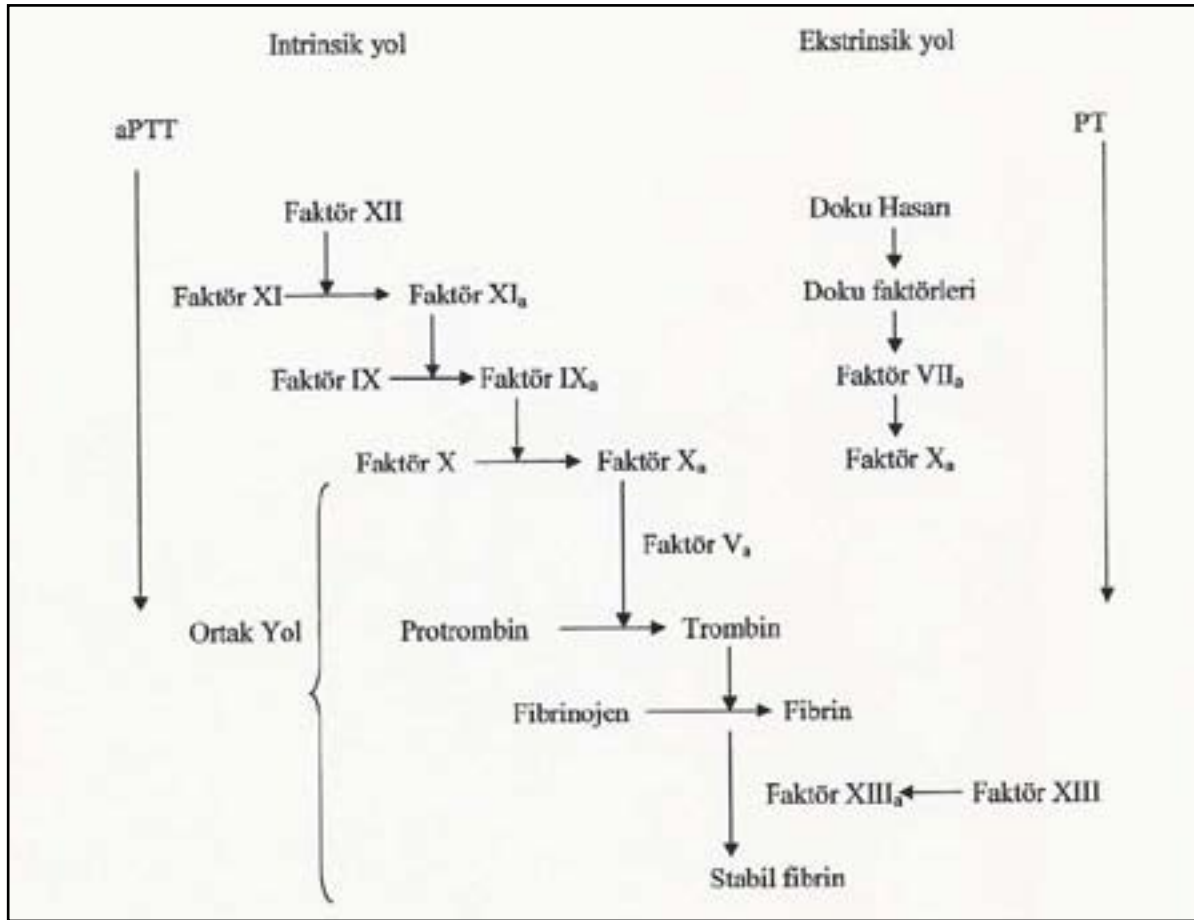 Intrinsik yol Ekstrinsik yol
aPTT PT
Faktör XII Doku Hasarı
Faktör XI Faktör XIa Doku faktörleri
Faktör IX Faktör IXa Faktör VIIa
Faktör X Faktör Xa Faktör Xa
Faktör Va
Ortak Yol Protrombin Trombin
Fibrinojen Fibrin
Faktör XIIIa Faktör XIII
Stabil fibrin